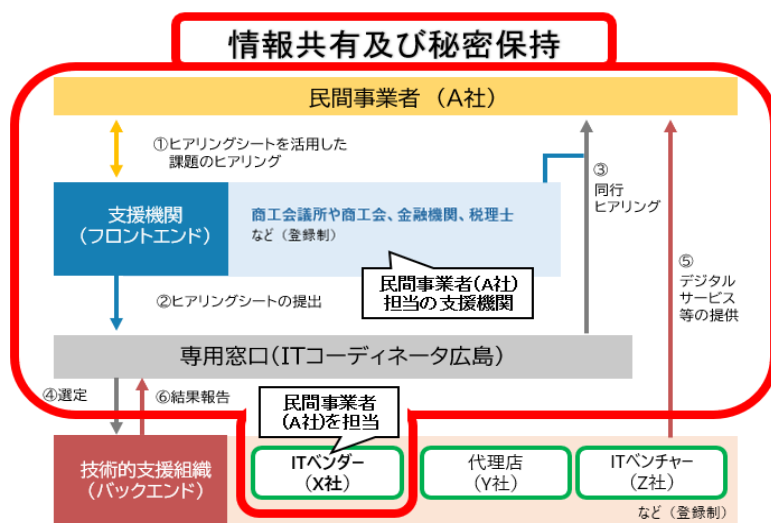 情報共有及び秘密保持
民間事業者 （A社）
①ヒアリングシートを活用した
課題のヒアリング
③
同行
ヒアリング
支援機関
（フロントエンド）
商工会議所や商工会、金融機関、税理士
など（登録制）
民間事業者(A社)
担当の支援機関
⑤
デジタル
サービス
等の提供
②ヒアリングシートの提出
専用窓口（ITコーディネータ広島）
④選定
⑥結果報告
民間事業者
(A社)を担当
技術的支援組織
（バックエンド）
ITベンダー
（X社）
代理店
（Y社）
ITベンチャー
（Z社）
など（登録制）